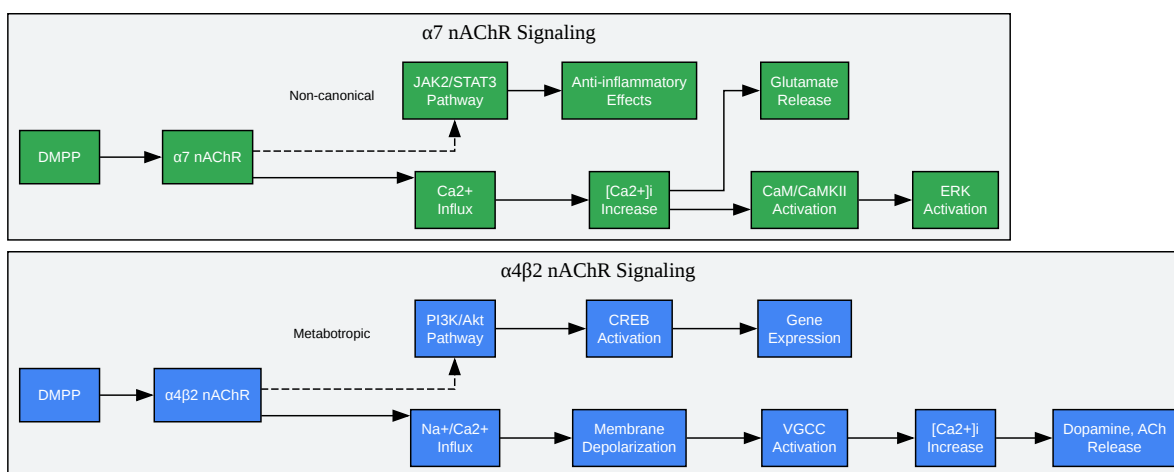 α7 nAChR Signaling
JAK2/STAT3
Pathway
Anti-inflammatory
Effects
Glutamate
Release
Non-canonical
DMPP
α7 nAChR
Ca2+
Influx
[Ca2+]i
Increase
CaM/CaMKII
Activation
ERK
Activation
α4β2 nAChR Signaling
PI3K/Akt
Pathway
CREB
Activation
Gene
Expression
Metabotropic
DMPP
α4β2 nAChR
Na+/Ca2+
Influx
Membrane
Depolarization
VGCC
Activation
[Ca2+]i
Increase
Dopamine, ACh
Release